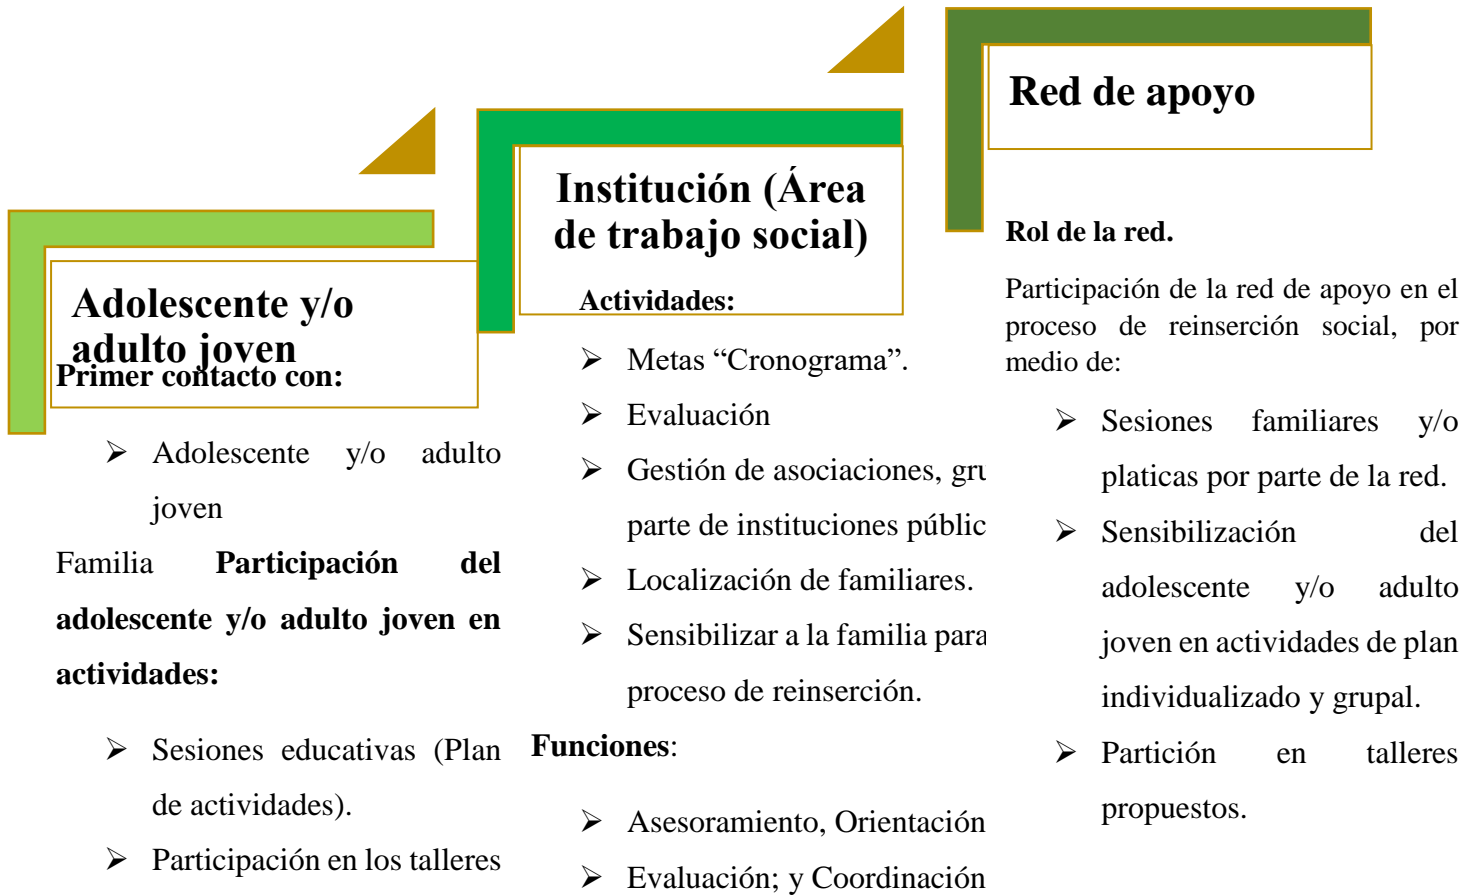 Adolescente y/o
adulto joven
Primer contacto con:
➢ Adolescente y/o adulto
joven
Familia Participación del
adolescente y/o adulto joven en
actividades:
➢ Sesiones educativas (Plan
de actividades).
➢ Participación en los talleres
Institución (Área
de trabajo social)
Actividades:
➢ Metas “Cronograma”.
➢ Evaluación
➢ Gestión de asociaciones,
parte de instituciones
➢ Localización de familiares.
➢ Sensibilizar a la familia para
proceso de reinserción.
Funciones:
➢ Asesoramiento, Orientación
➢ Evaluación; y Coordinación
Red de apoyo
Rol de la red.
Participación de la red de apoyo en el
proceso de reinserción social, por
medio de:
➢ Sesiones familiares y/o
platicas por parte de la red.
➢ Sensibilización del
adolescente y/o adulto
joven en actividades de plan
individualizado y grupal.
➢ Partición en talleres
propuestos.